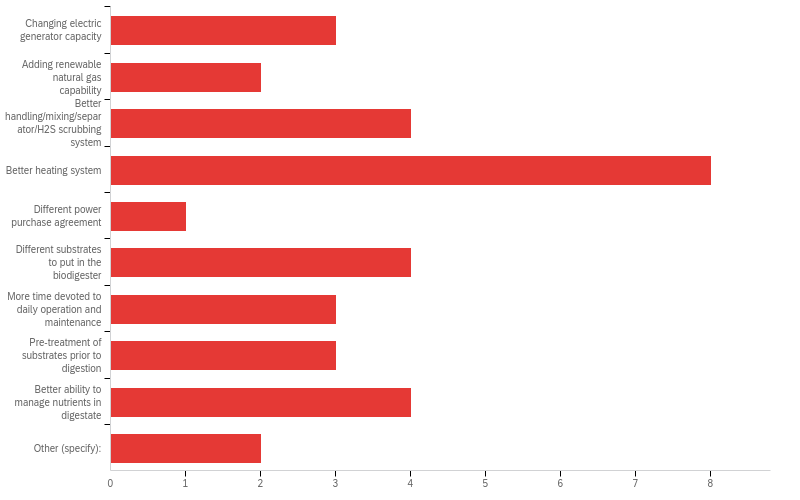 Changing electric
generator capacity
Adding renewable
natural gas
capability
Better
handling/mixing/separ
ator/H2S scrubbing
system
Better heating system
Different power
purchase agreement
Different substrates
to put in the
biodigester
More time devoted to
daily operation and
maintenance
Pre-treatment of
substrates prior to
digestion
Better ability to
manage nutrients in
digestate
Other (specify):
0 1 2 3 4 5 6 7 8